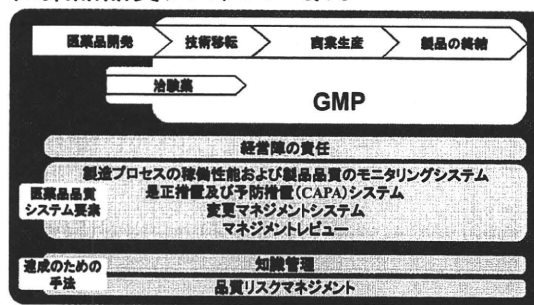 医薬品開発
技術移転
商業生産
製品の終結
治験薬
GMP
経営陣の責任
医薬品品質
システム要素
製造プロセスの稼働性能および製品品質のモニタリングシステム
是正措置及び予防措置(CAPA)システム
変更マネジメントシステム
マネジメントレビュー
達成のための
手法
知識管理
品質リスクマネジメント